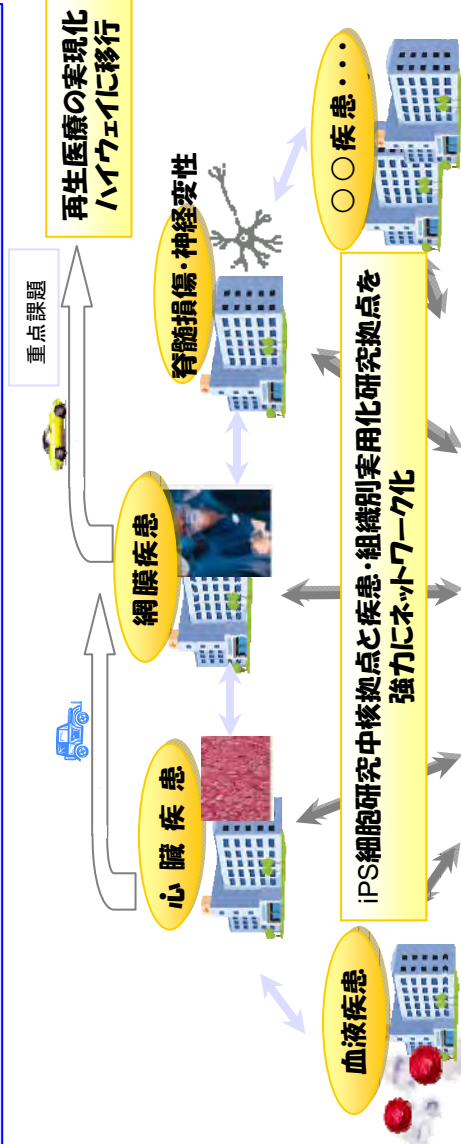 重点課題
再生医療の実現化
ハイウェイに移行
血液疾患
心臓疾患
網膜疾患
脊髄損傷・神経変性
○○疾患・・・
iPS細胞研究中核拠点と疾患・組織別実用化研究拠点を
強力にネットワーク化